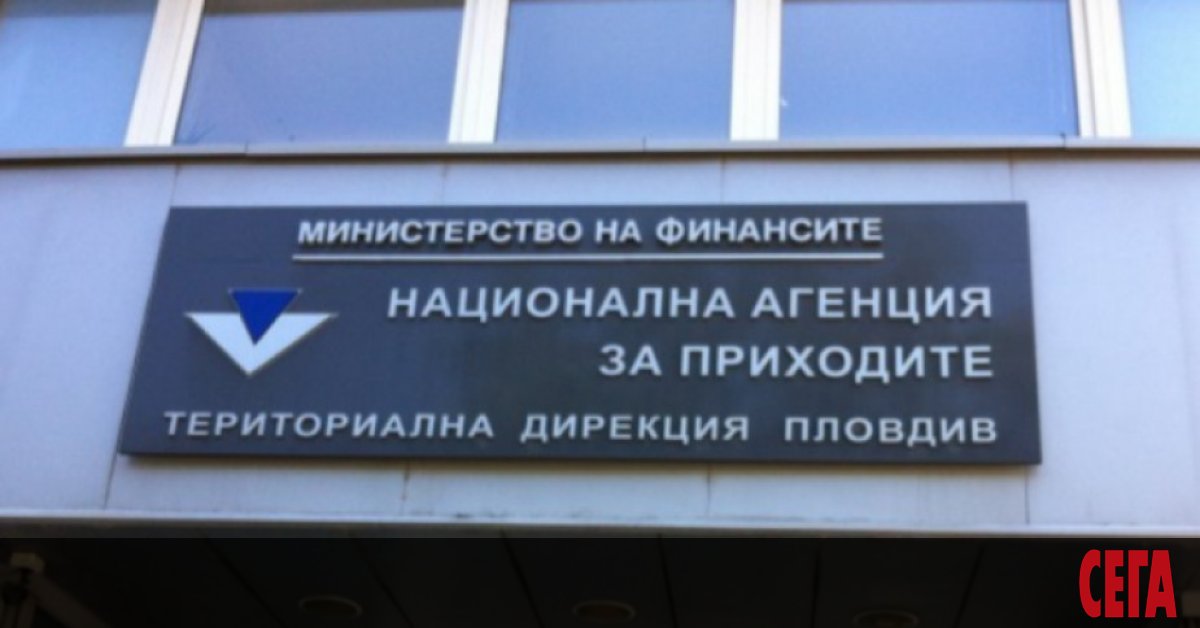 МИНИСТЕРСТВО НА ФИНАНСИТЕ
НАЦИОНАЛНА АГЕНЦИЯ
ЗА ПРИХОДИТЕ
ТЕРИТОРИАЛНА ДИРЕКЦИЯ ПЛОВДИВ
СЕГА